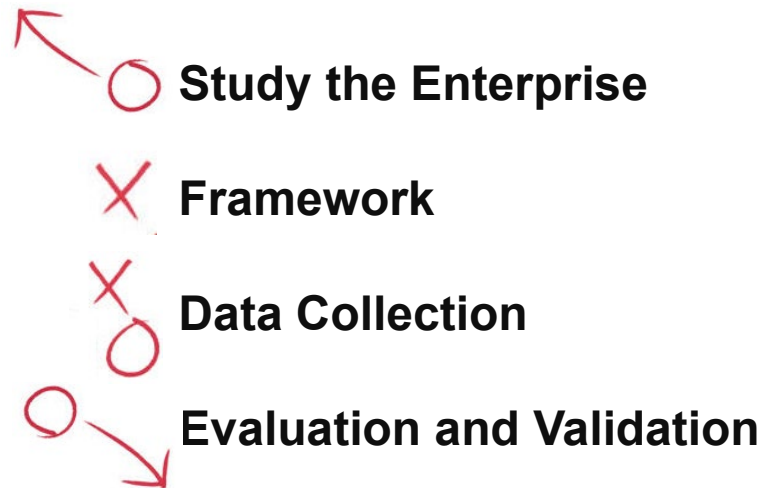 Study the Enterprise
Framework
Data Collection
Evaluation and Validation